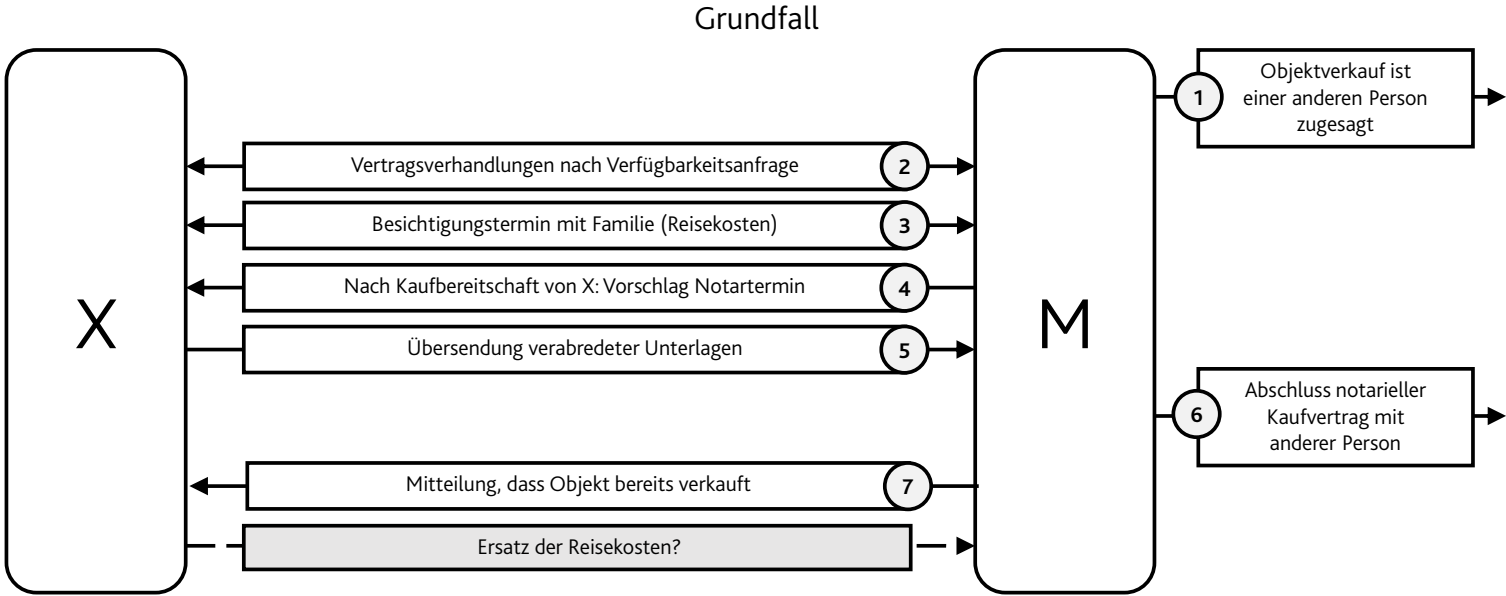 Grundfall
1
Objektverkauf ist
einer anderen Person
zugesagt
Vertragsverhandlungen nach Verfügbarkeitsanfrage
2
Besichtigungstermin mit Familie (Reisekosten)
3
Nach Kaufbereitschaft von X: Vorschlag Notartermin
4
X
M
Übersendung verabredeter Unterlagen
5
6
Abschluss notarieller
Kaufvertrag mit
anderer Person
Mitteilung, dass Objekt bereits verkauft
7
Ersatz der Reisekosten?